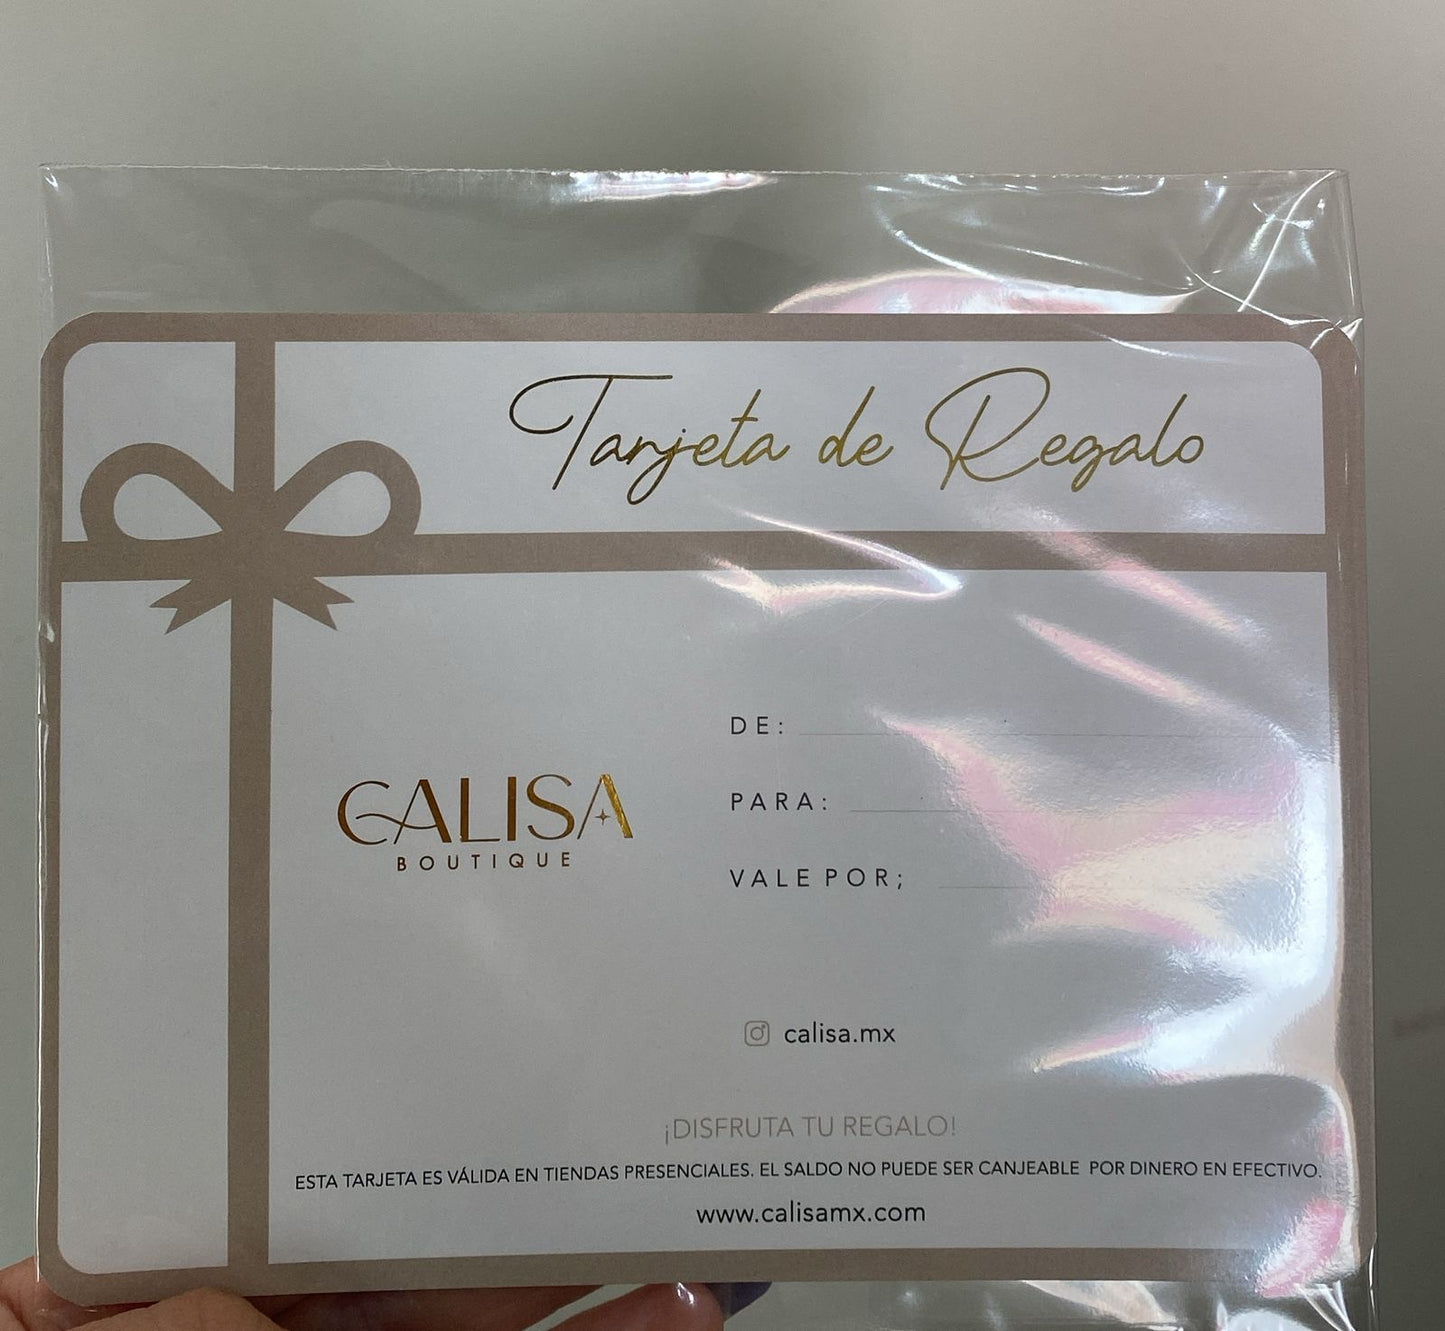 Tarjeta de Regalo
DE:
PARA:
CALISA
BOUTIQUE
VALE POR;
calisa.mx
¡DISFRUTA TU REGALO!
ESTA TARJETA ES VÁLIDA EN TIENDAS PRESENCIALES. EL SALDO NO PUEDE SER CANJEABLE POR DINERO EN EFECTIVO.
www.calisamx.com